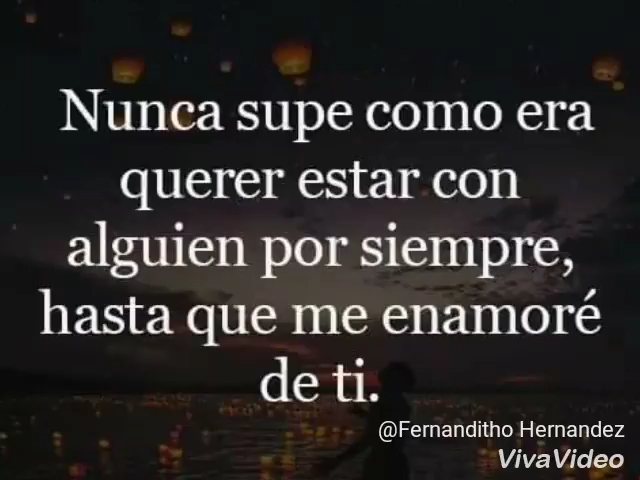 Nunca supe como era
querer estar con
alguien por siempre,
hasta que me enamoré
de ti.
@Fernanditho Hernandez
VivaVideo